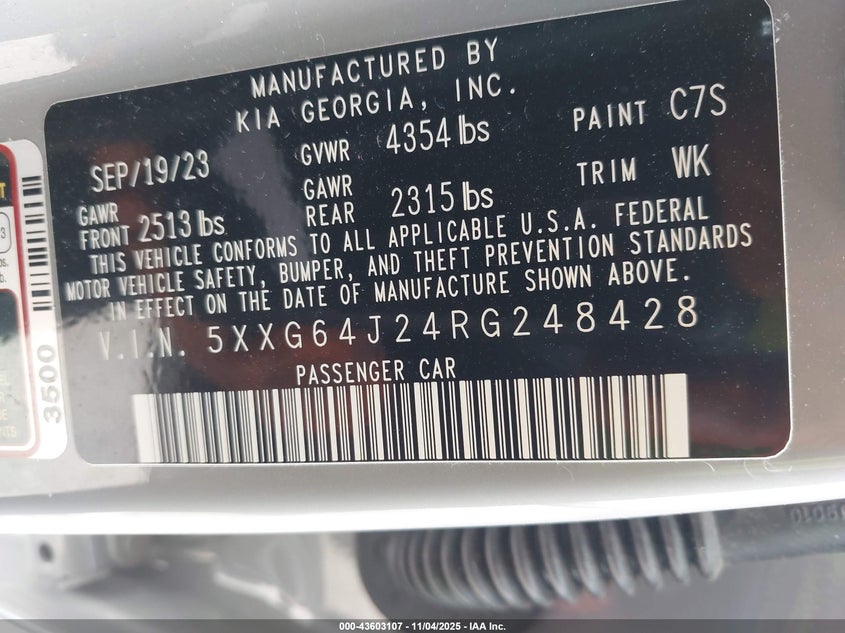 MANUFACTURED BY
KIA GEORGIA, INC.
SEP/19/23 GVWR 4354 lbs PAINT C7S
GAWR FRONT 2513 lbs GAWR REAR 2315 lbs TRIM WK
THIS VEHICLE CONFORMS TO ALL APPLICABLE U.S.A. FEDERAL
MOTOR VEHICLE SAFETY, BUMPER, AND THEFT PREVENTION STANDARDS
IN EFFECT ON THE DATE OF MANUFACTURE SHOWN ABOVE.
V.I.N. 5XXG64J24RG248428
PASSENGER CAR
3500
000-43603107 - 11/04/2025 - IAA Inc.